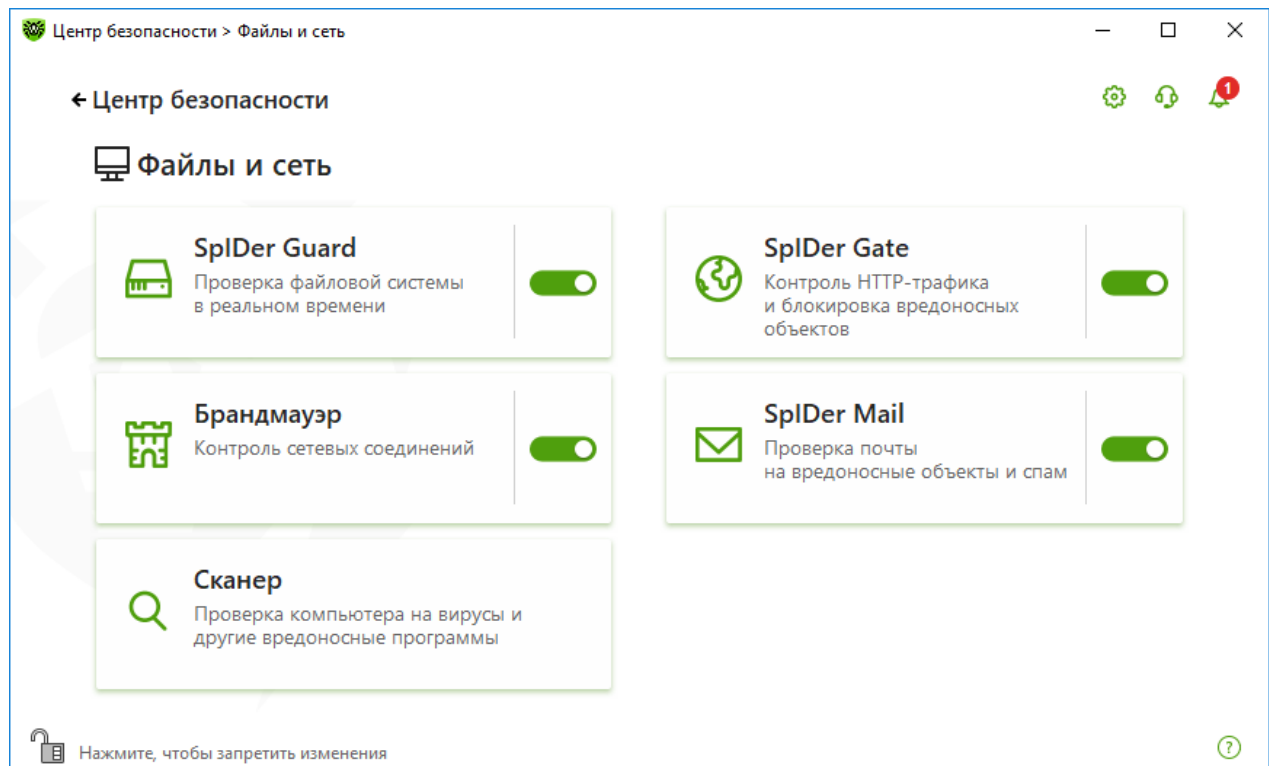 Центр безопасности > Файлы и сеть
Центр безопасности
1
Файлы и сеть
SpIDer Guard
Проверка файловой системы
в реальном времени
SpIDer Gate
Контроль HTTP-трафика
и блокировка вредоносных
объектов
Брандмауэр
Контроль сетевых соединений
SpIDer Mail
Проверка почты
на вредоносные объекты и спам
Сканер
Проверка компьютера на вирусы и
другие вредоносные программы
Нажмите, чтобы запретить изменения
?